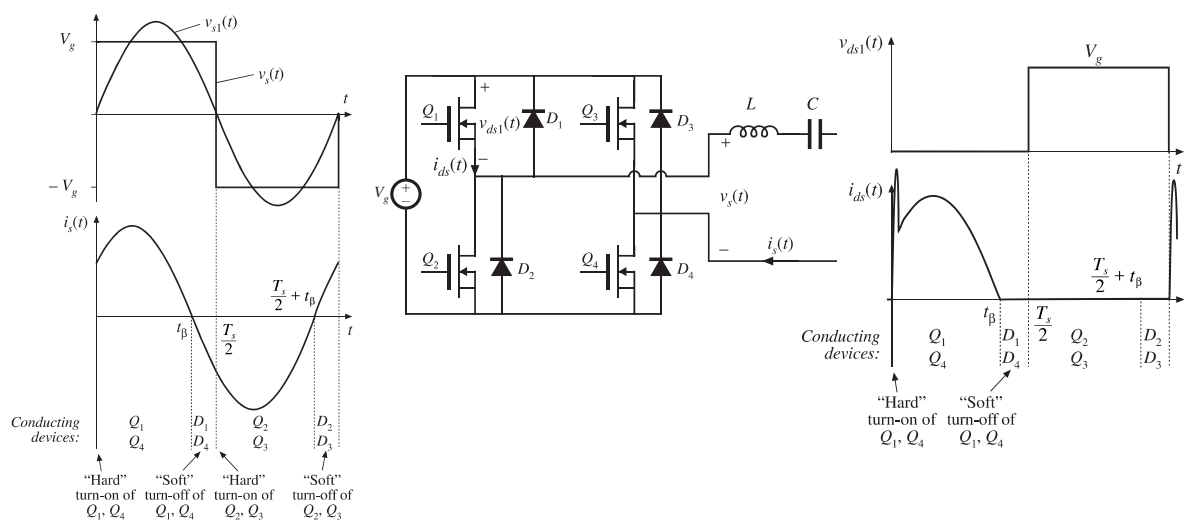 v_s1(t)
V_g
v_s(t)
t
– V_g
i_s(t)
T_s/2 + t_β
t_β
T_s/2
t
Conducting devices:
Q_1 D_1 Q_2 D_2
Q_4 D_4 Q_3 D_3
“Hard” turn-on of Q_1, Q_4
“Soft” turn-off of Q_1, Q_4
“Hard” turn-on of Q_2, Q_3
“Soft” turn-off of Q_2, Q_3
V_g
+
–
Q_1
+
v_ds1(t)
–
i_ds(t)
D_1
Q_3
D_3
L
C
+
v_s(t)
–
i_s(t)
Q_2
D_2
Q_4
D_4
v_ds1(t)
V_g
t
i_ds(t)
T_s/2 + t_β
t_β
T_s/2
t
Conducting devices:
Q_1 D_1 Q_2 D_2
Q_4 D_4 Q_3 D_3
“Hard” turn-on of Q_1, Q_4
“Soft” turn-off of Q_1, Q_4